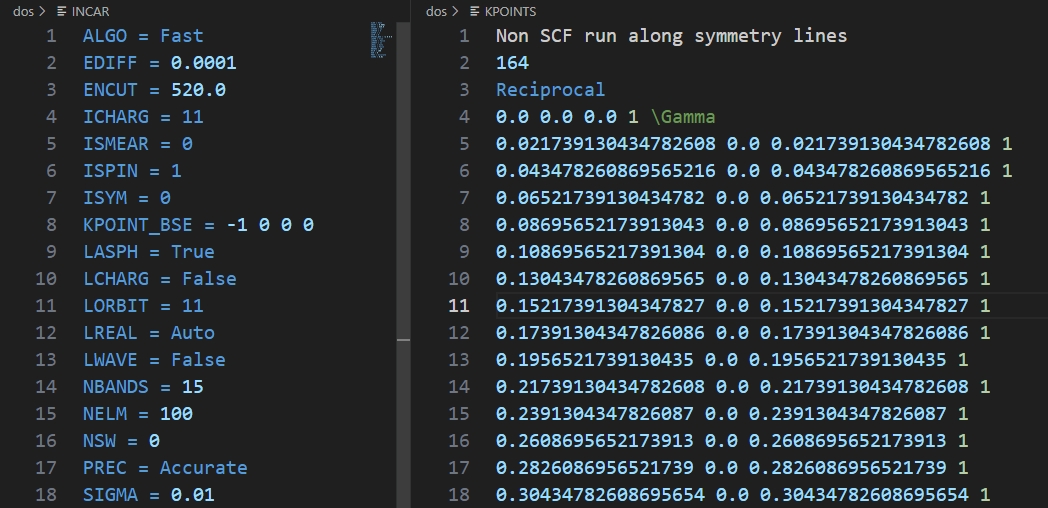 dos > INCAR
1 ALGO = Fast
2 EDIFF = 0.0001
3 ENCUT = 520.0
4 ICHARG = 11
5 ISMEAR = 0
6 ISPIN = 1
7 ISYM = 0
8 KPOINT_BSE = -1 0 0 0
9 LASPH = True
10 LCHARG = False
11 LORBIT = 11
12 LREAL = Auto
13 LWAVE = False
14 NBANDS = 15
15 NELM = 100
16 NSW = 0
17 PREC = Accurate
18 SIGMA = 0.01
dos > KPOINTS
1 Non SCF run along symmetry lines
2 164
3 Reciprocal
4 0.0 0.0 0.0 1 \Gamma
5 0.021739130434782608 0.0 0.021739130434782608 1
6 0.043478260869565216 0.0 0.043478260869565216 1
7 0.06521739130434782 0.0 0.06521739130434782 1
8 0.08695652173913043 0.0 0.08695652173913043 1
9 0.10869565217391304 0.0 0.10869565217391304 1
10 0.13043478260869565 0.0 0.13043478260869565 1
11 0.15217391304347827 0.0 0.15217391304347827 1
12 0.17391304347826086 0.0 0.17391304347826086 1
13 0.1956521739130435 0.0 0.1956521739130435 1
14 0.21739130434782608 0.0 0.21739130434782608 1
15 0.2391304347826087 0.0 0.2391304347826087 1
16 0.2608695652173913 0.0 0.2608695652173913 1
17 0.2826086956521739 0.0 0.2826086956521739 1
18 0.30434782608695654 0.0 0.30434782608695654 1